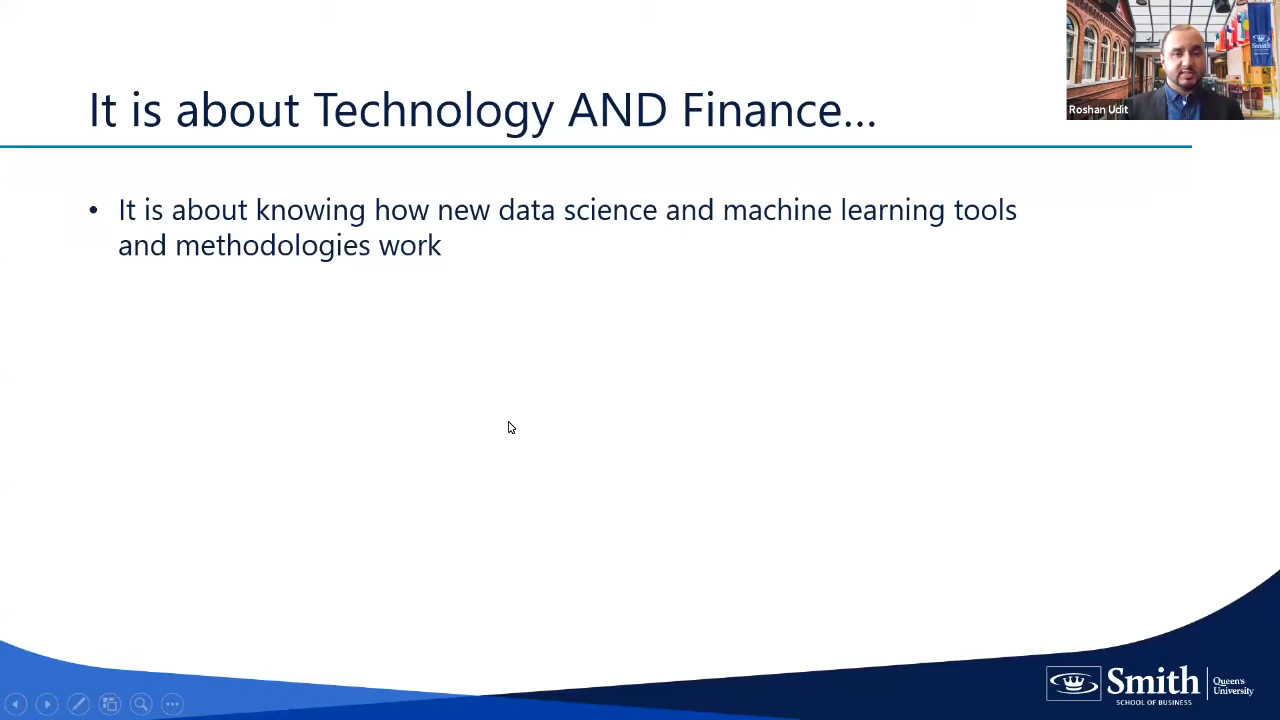 It is about Technology AND Finance...
Smith
Roshan Udit
• It is about knowing how new data science and machine learning tools
and methodologies work
Smith
SCHOOL OF BUSINESS
Queen's
University